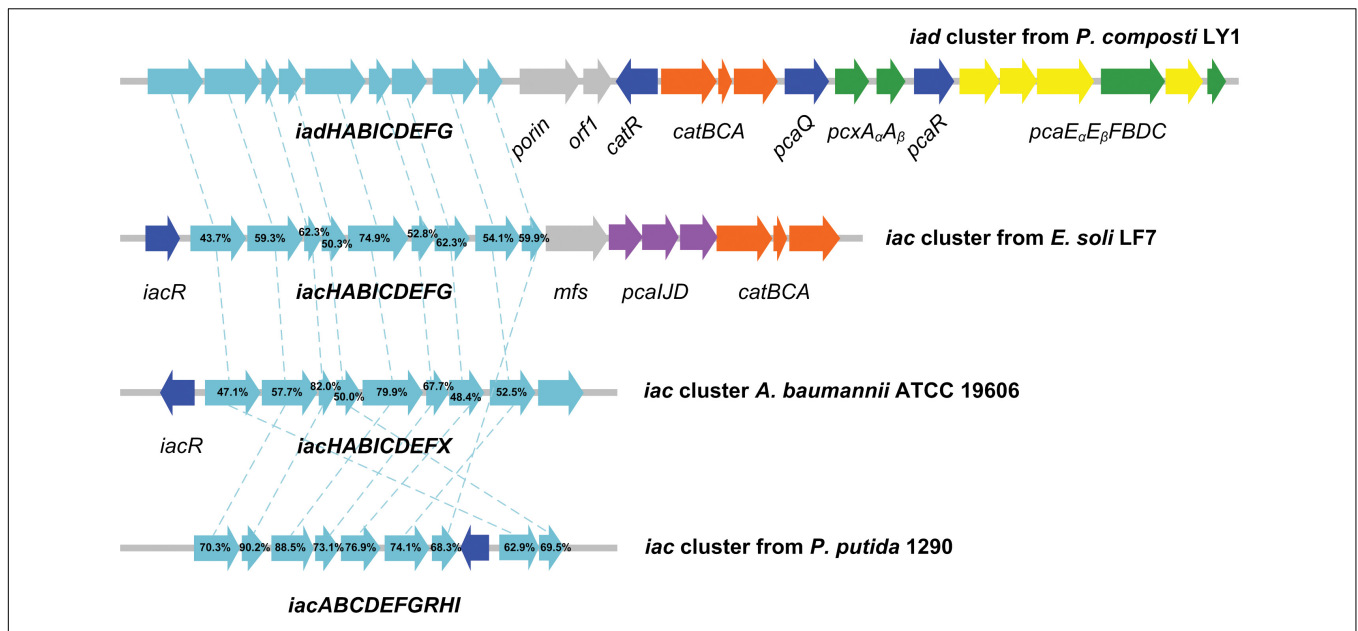 iad cluster from P. composti LY1
iadHABICDEFG
porin
orf1
catR
catBCA
pcaQ
pcxAαAβ
pcaR
pcaEαEβFBDC
43.7%
59.3%
62.3%
50.3%
74.9%
52.8%
62.3%
54.1%
59.9%
iac cluster from E. soli LF7
iacR
iacHABICDEFG
mfs
pcaIJD
catBCA
47.1%
57.7%
82.0%
50.0%
79.9%
67.7%
48.4%
52.5%
iac cluster A. baumannii ATCC 19606
iacR
iacHABICDEFX
70.3%
90.2%
88.5%
73.1%
76.9%
74.1%
68.3%
62.9%
69.5%
iac cluster from P. putida 1290
iacABCDEFGRHI